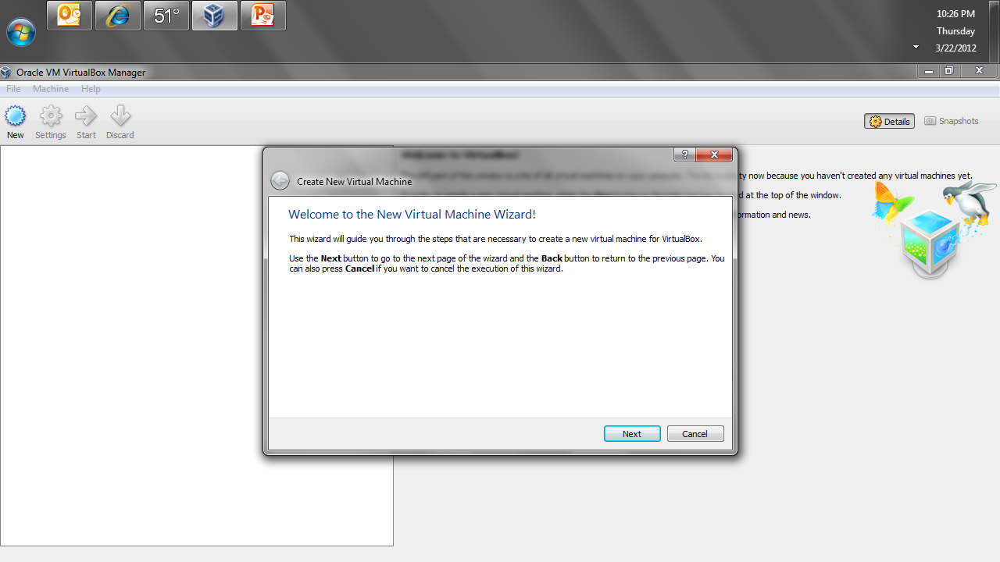 51°
10:26 PM
Thursday
3/22/2012
Oracle VM VirtualBox Manager
File Machine Help
New Settings Start Discard
Details Snapshots
Welcome to VirtualBox!
ty now because you haven't created any virtual machines yet.
d at the top of the window.
ormation and news.
?
Create New Virtual Machine
Welcome to the New Virtual Machine Wizard!
This wizard will guide you through the steps that are necessary to create a new virtual machine for VirtualBox.
Use the Next button to go to the next page of the wizard and the Back button to return to the previous page. You
can also press Cancel if you want to cancel the execution of this wizard.
Next Cancel